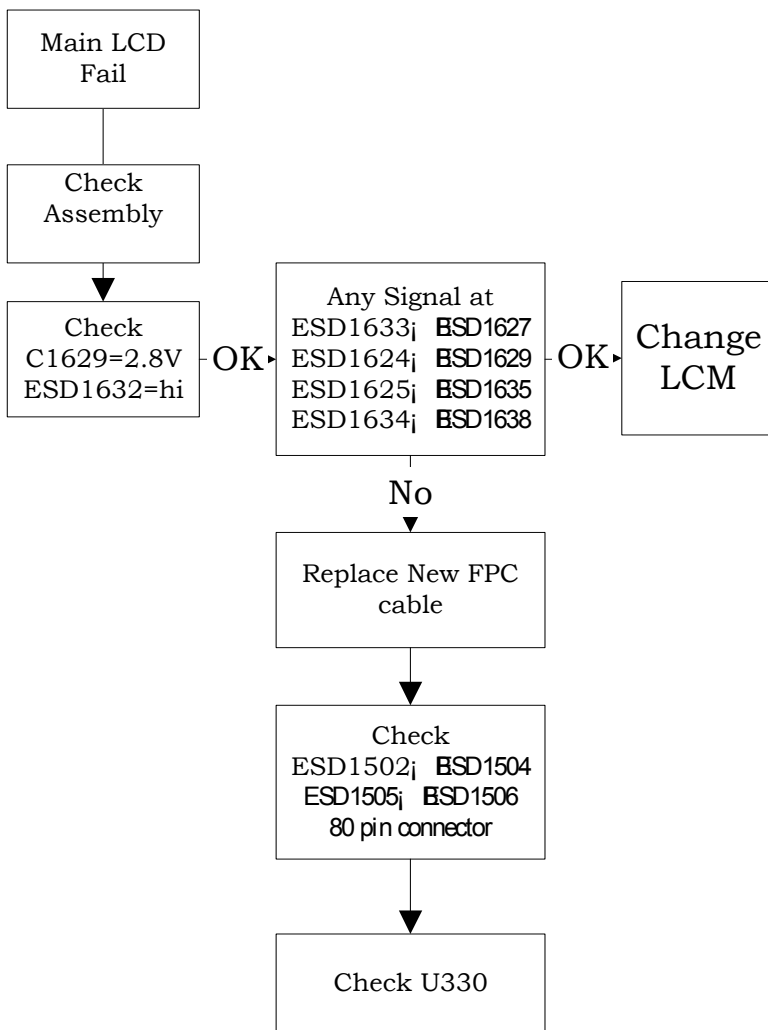 Main LCD
Fail
Check
Assembly
Check
C1629=2.8V
ESD1632=hi
OK
Any Signal at
ESD1633¡ ESD1627
ESD1624¡ ESD1629
ESD1625¡ ESD1635
ESD1634¡ ESD1638
OK
Change
LCM
No
Replace New FPC
cable
Check
ESD1502¡ ESD1504
ESD1505¡ ESD1506
80 pin connector
Check U330